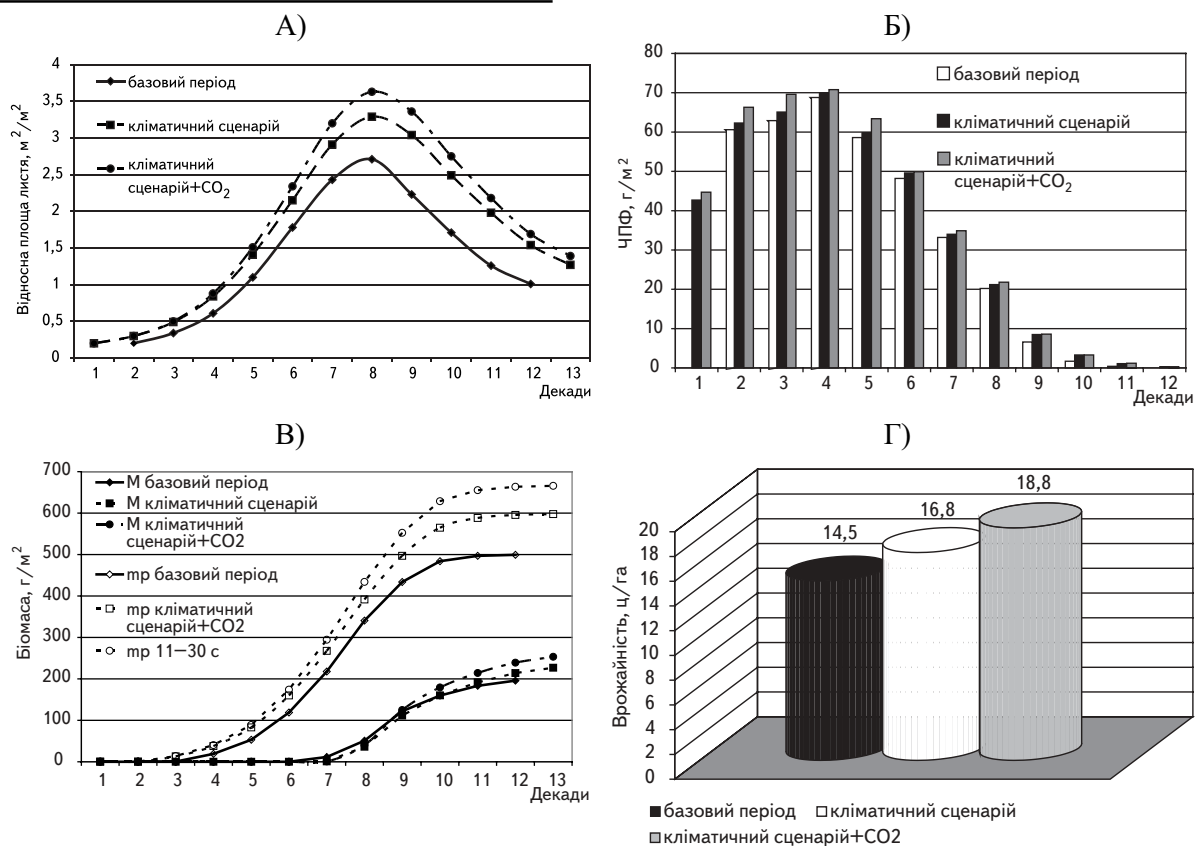 А)
Відносна площа листя, м²/м²
4
3,5
3
2,5
2
1,5
1
0,5
0
базовий період
кліматичний сценарій
кліматичний
сценарій+CO₂
1 2 3 4 5 6 7 8 9 10 11 12 13
Декади
Б)
ЧПФ, г/м²
80
70
60
50
40
30
20
10
0
базовий період
кліматичний сценарій
кліматичний
сценарій+CO₂
1 2 3 4 5 6 7 8 9 10 11 12
Декади
В)
Біомаса, г/м²
700
600
500
400
300
200
100
0
М базовий період
М кліматичний сценарій
М кліматичний
сценарій+CO2
mp базовий період
mp кліматичний
сценарій+CO2
mp 11—30 с
1 2 3 4 5 6 7 8 9 10 11 12 13
Декади
Г)
Врожайність, ц/га
20
18
16
14
12
10
8
6
4
2
0
14,5
16,8
18,8
базовий період кліматичний сценарій
кліматичний сценарій+CO2